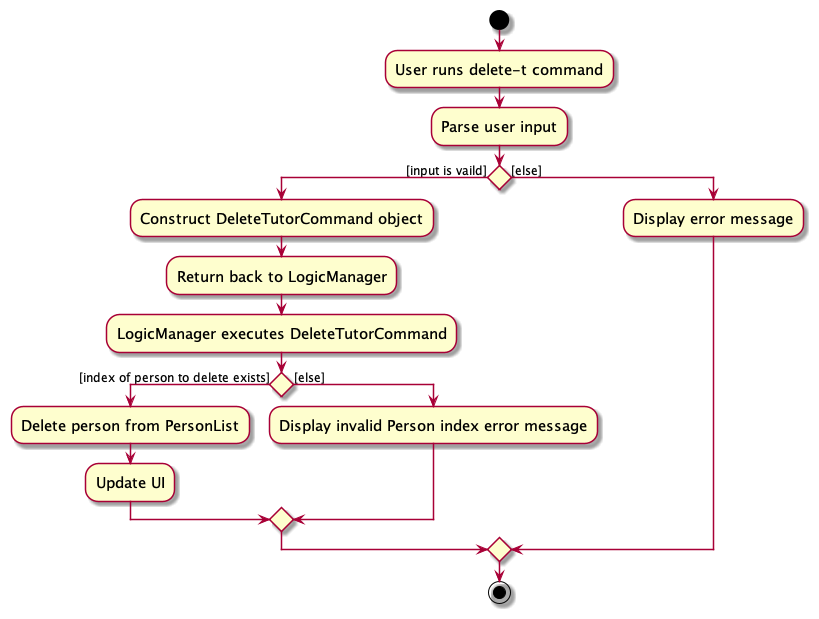 User runs delete-t command
Parse user input
[input is vaild]
[else]
Construct DeleteTutorCommand object
Display error message
Return back to LogicManager
LogicManager executes DeleteTutorCommand
[index of person to delete exists]
[else]
Delete person from PersonList
Display invalid Person index error message
Update UI